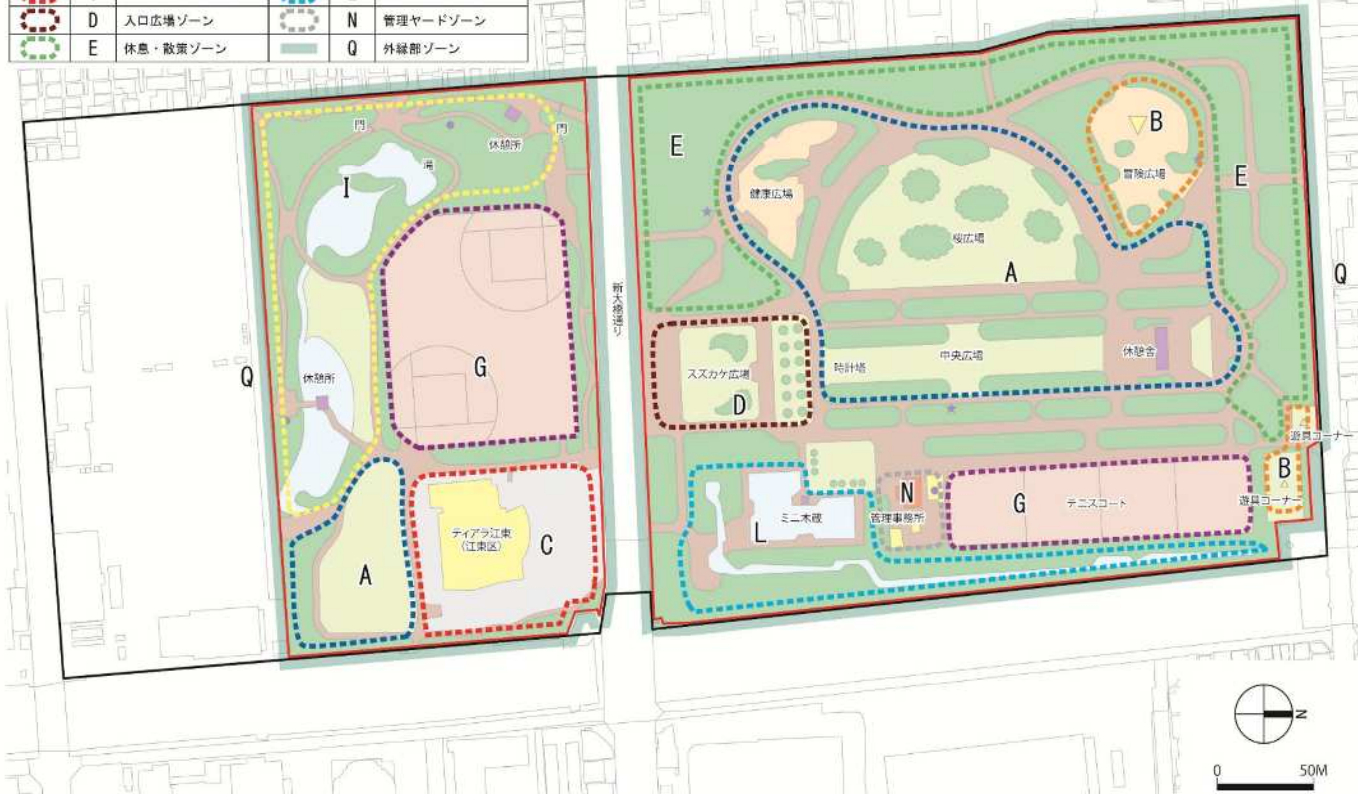 D 入口広場ゾーン N 管理ヤードゾーン
E 休息・散策ゾーン Q 外縁部ゾーン
門
門
休憩所
滝
I
G
Q
休憩所
ティアラ江東
(江東区)
C
A
新大橋通り
E
健康広場
桜広場
A
B
冒険広場
E
Q
スズカケ広場
D
時計塔
中央広場
休憩舎
遊具コーナー
B
遊具コーナー
L
ミニ木蔵
N
管理事務所
G
テニスコート
N
0 50M